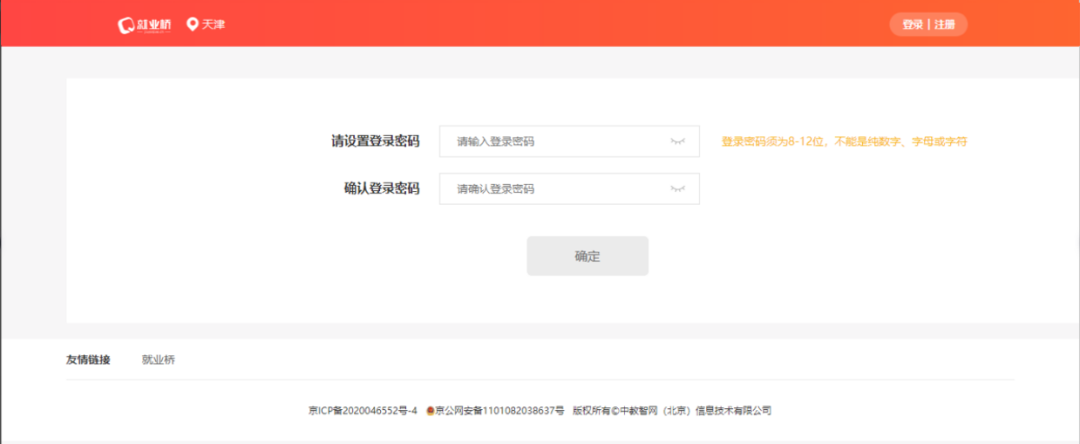 就业桥 天津 登录 | 注册
请设置登录密码 请输入登录密码 登录密码须为8-12位，不能是纯数字、字母或字符
确认登录密码 请确认登录密码
确定
友情链接 就业桥
京ICP备2020046552号-4 京公网安备1101082038637号 版权所有©中教智网（北京）信息技术有限公司